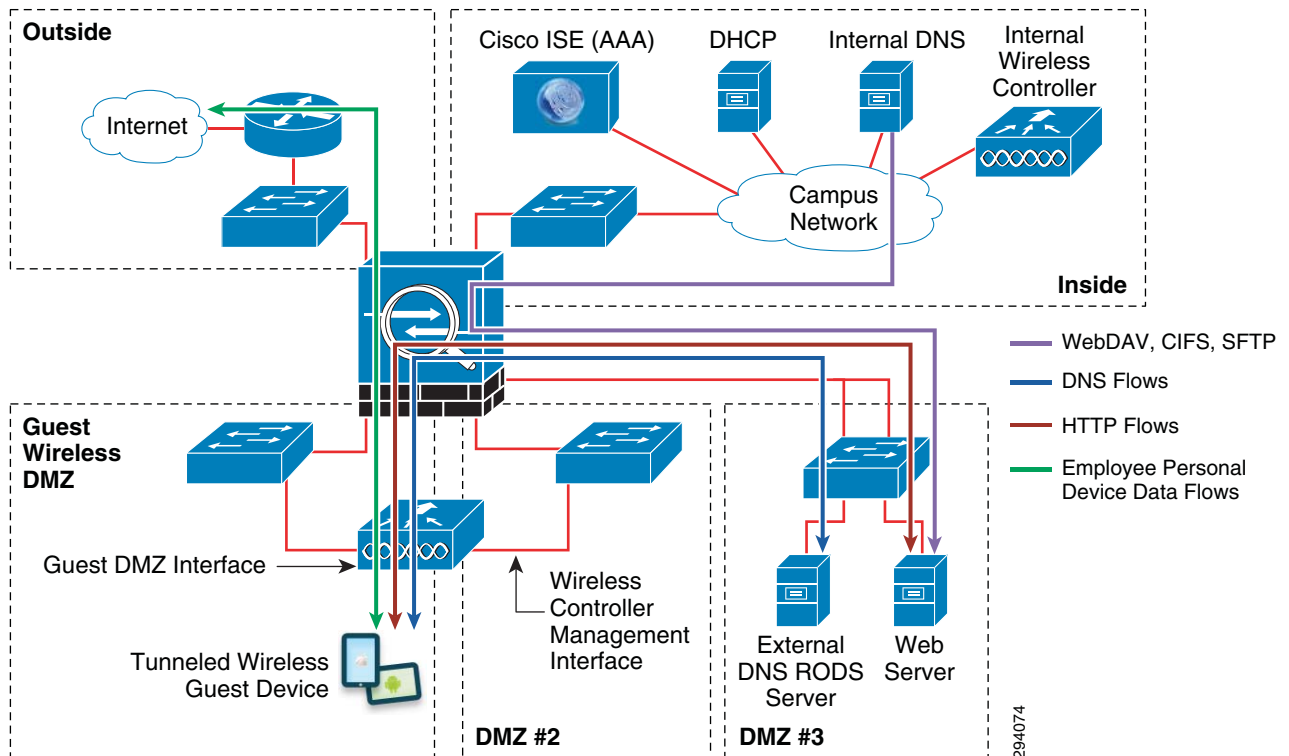 Outside
Internet
Cisco ISE (AAA)
DHCP
Internal DNS
Internal
Wireless
Controller
Campus
Network
Inside
WebDAV, CIFS, SFTP
DNS Flows
HTTP Flows
Employee Personal
Device Data Flows
Guest
Wireless
DMZ
Guest DMZ Interface
Wireless
Controller
Management
Interface
Tunneled Wireless
Guest Device
External
DNS RODS
Server
Web
Server
DMZ #2
DMZ #3
294074